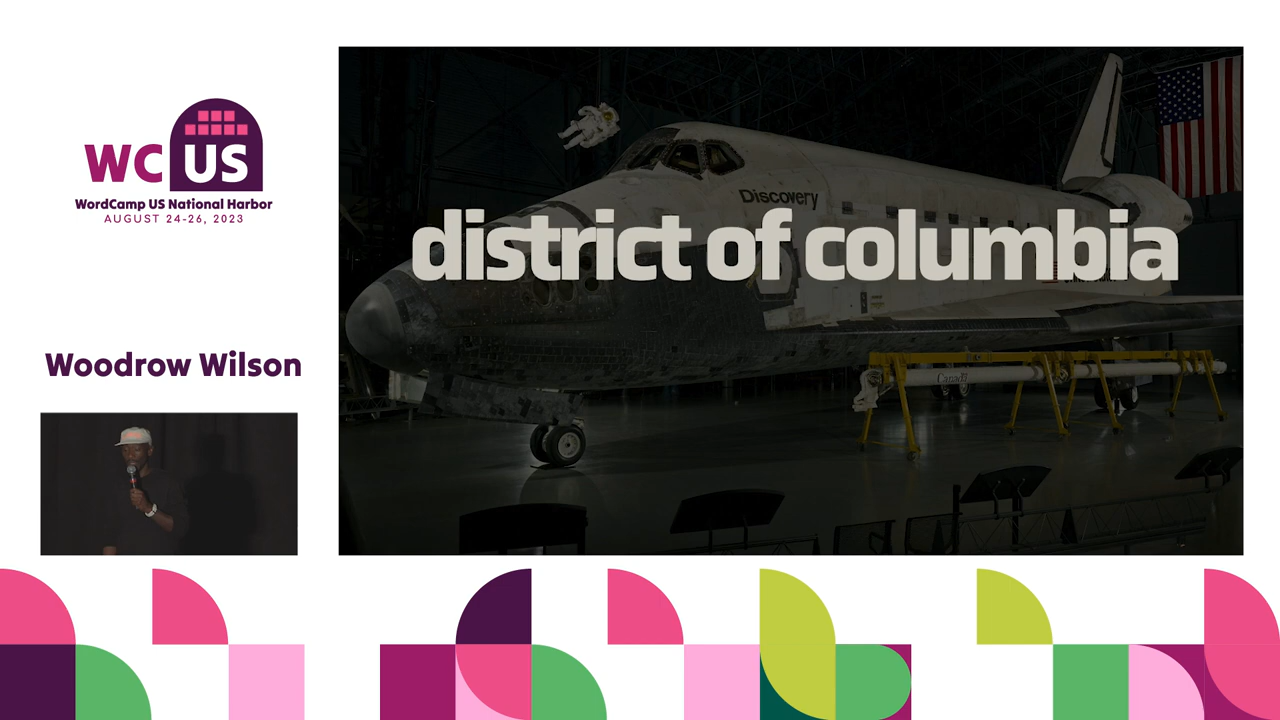 WC US
WordCamp US National Harbor
AUGUST 24-26, 2023
Discovery
district of columbia
Canada
Woodrow Wilson